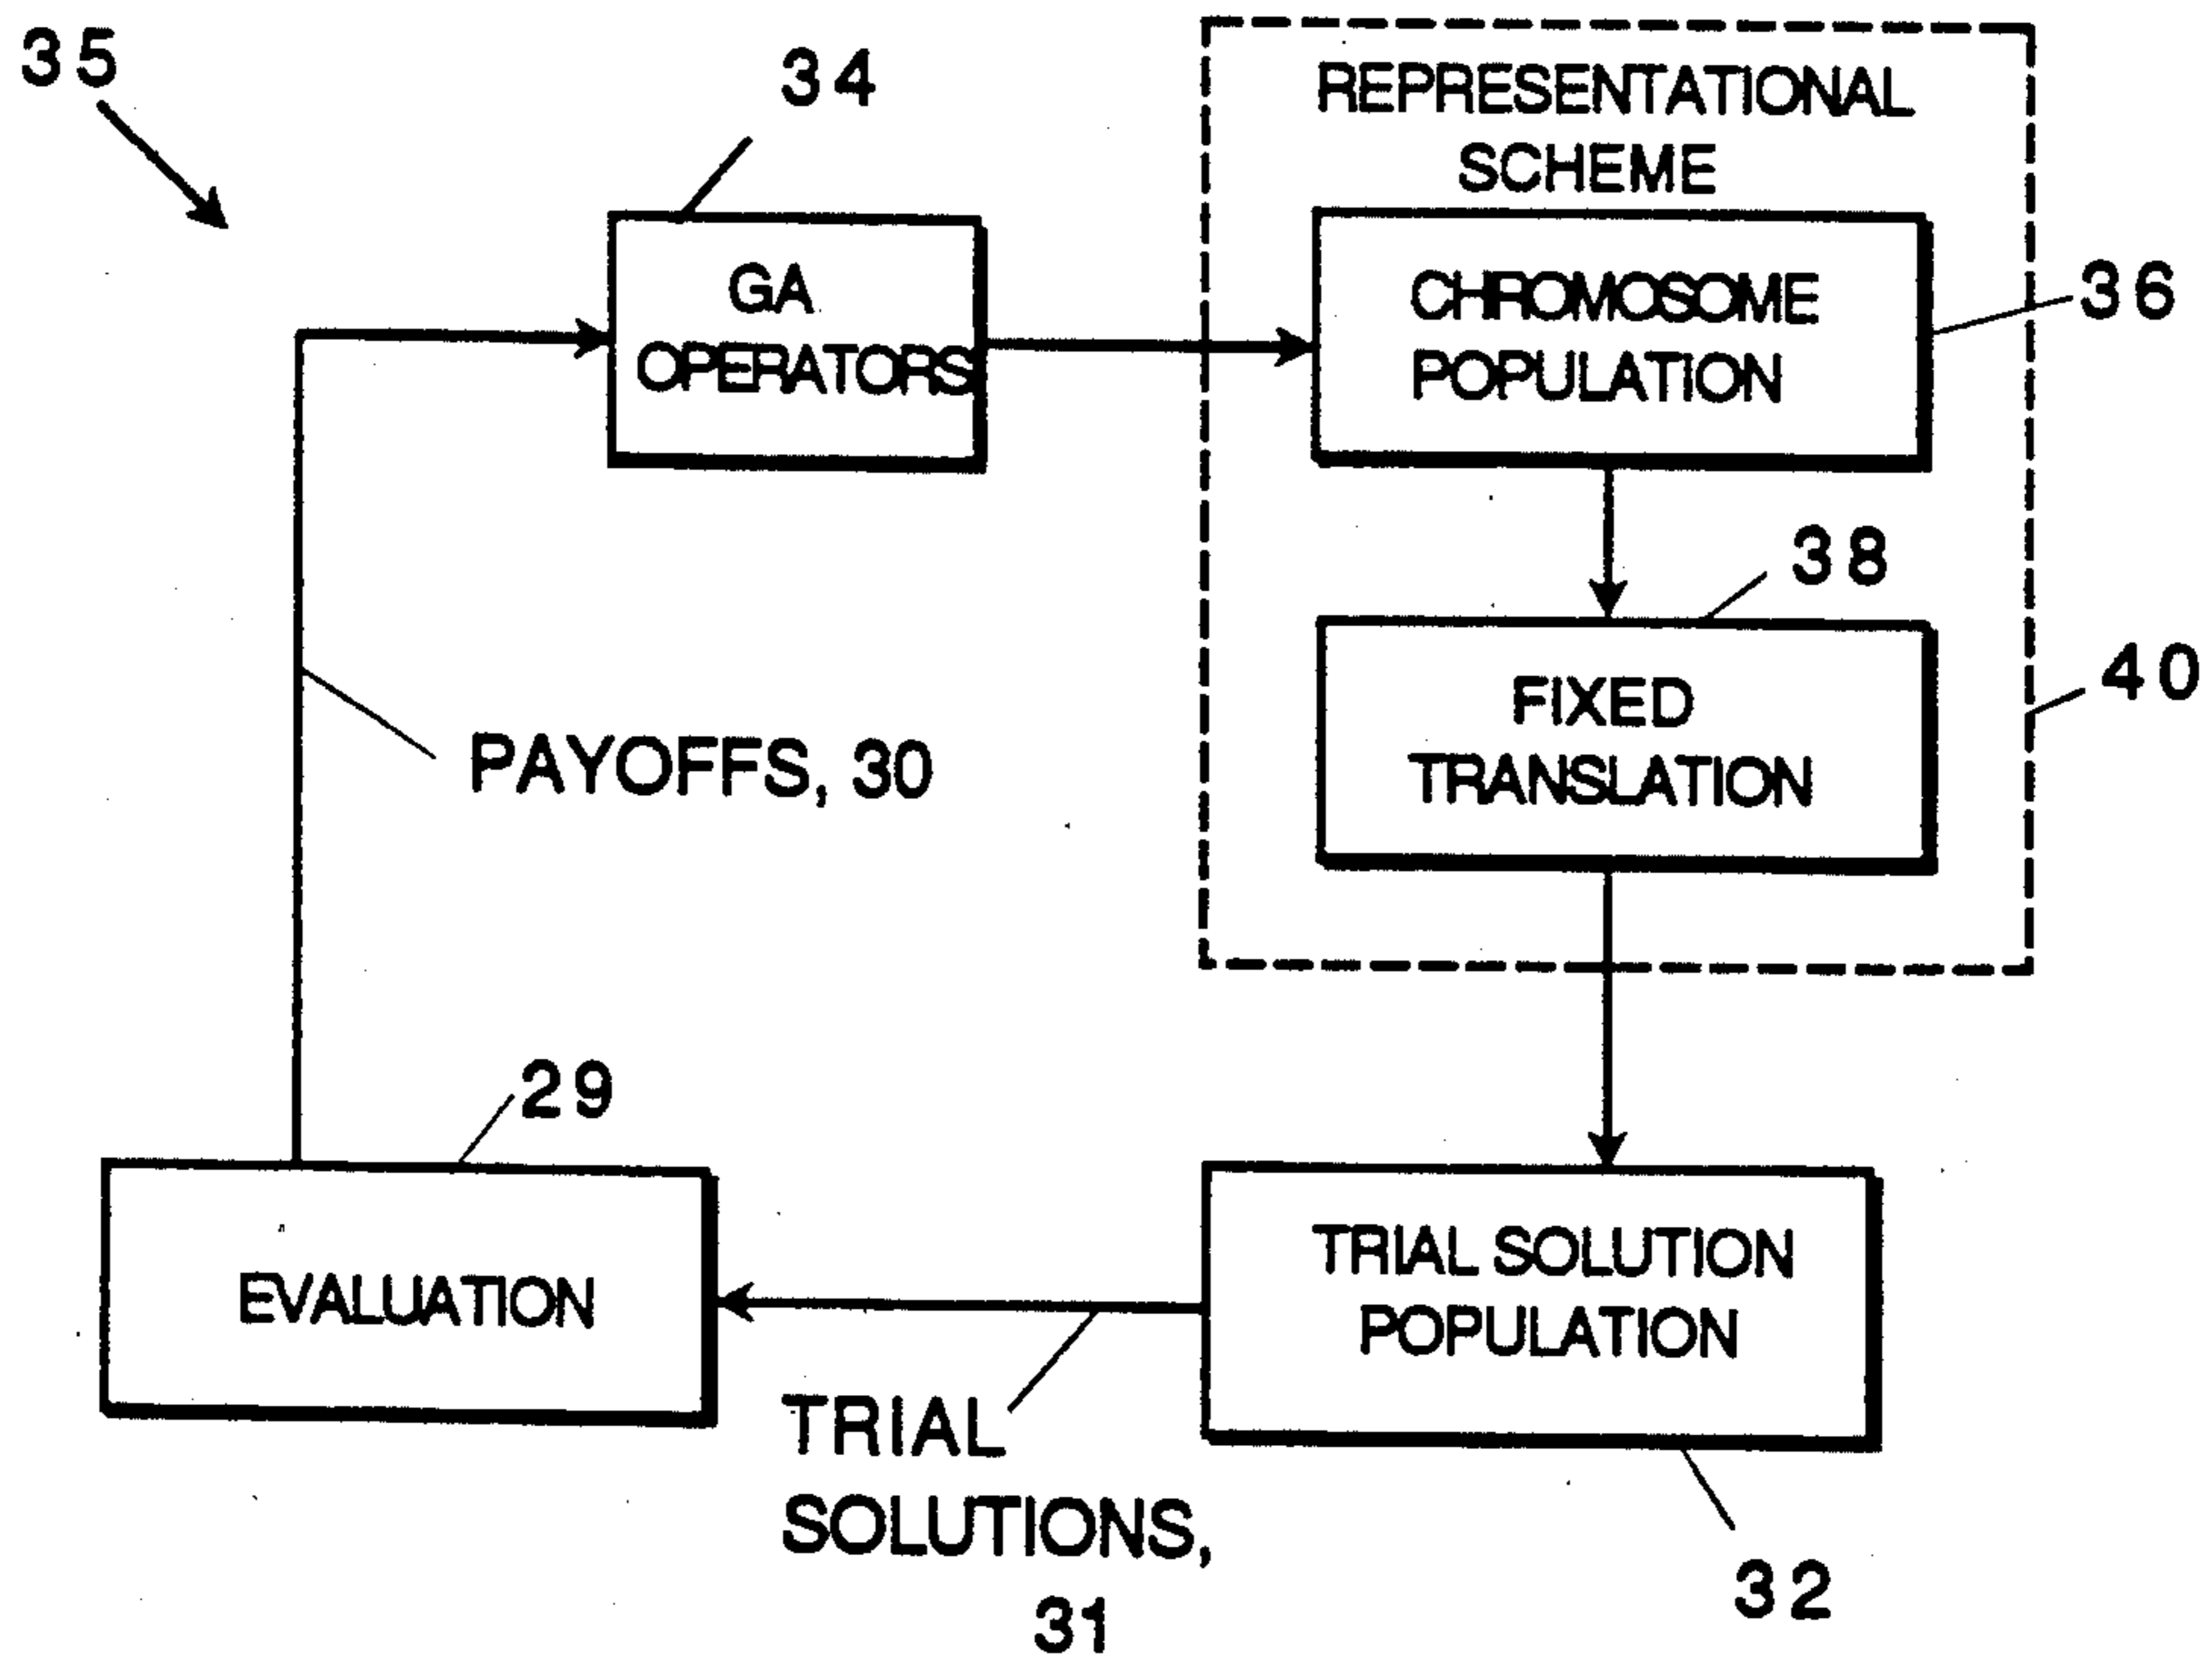 35
34
REPRESENTATIONAL
SCHEME
GA
OPERATORS
CHROMOSOME
POPULATION
36
38
FIXED
TRANSLATION
40
PAYOFFS, 30
29
EVALUATION
TRIAL SOLUTION
POPULATION
TRIAL
SOLUTIONS,
31
32